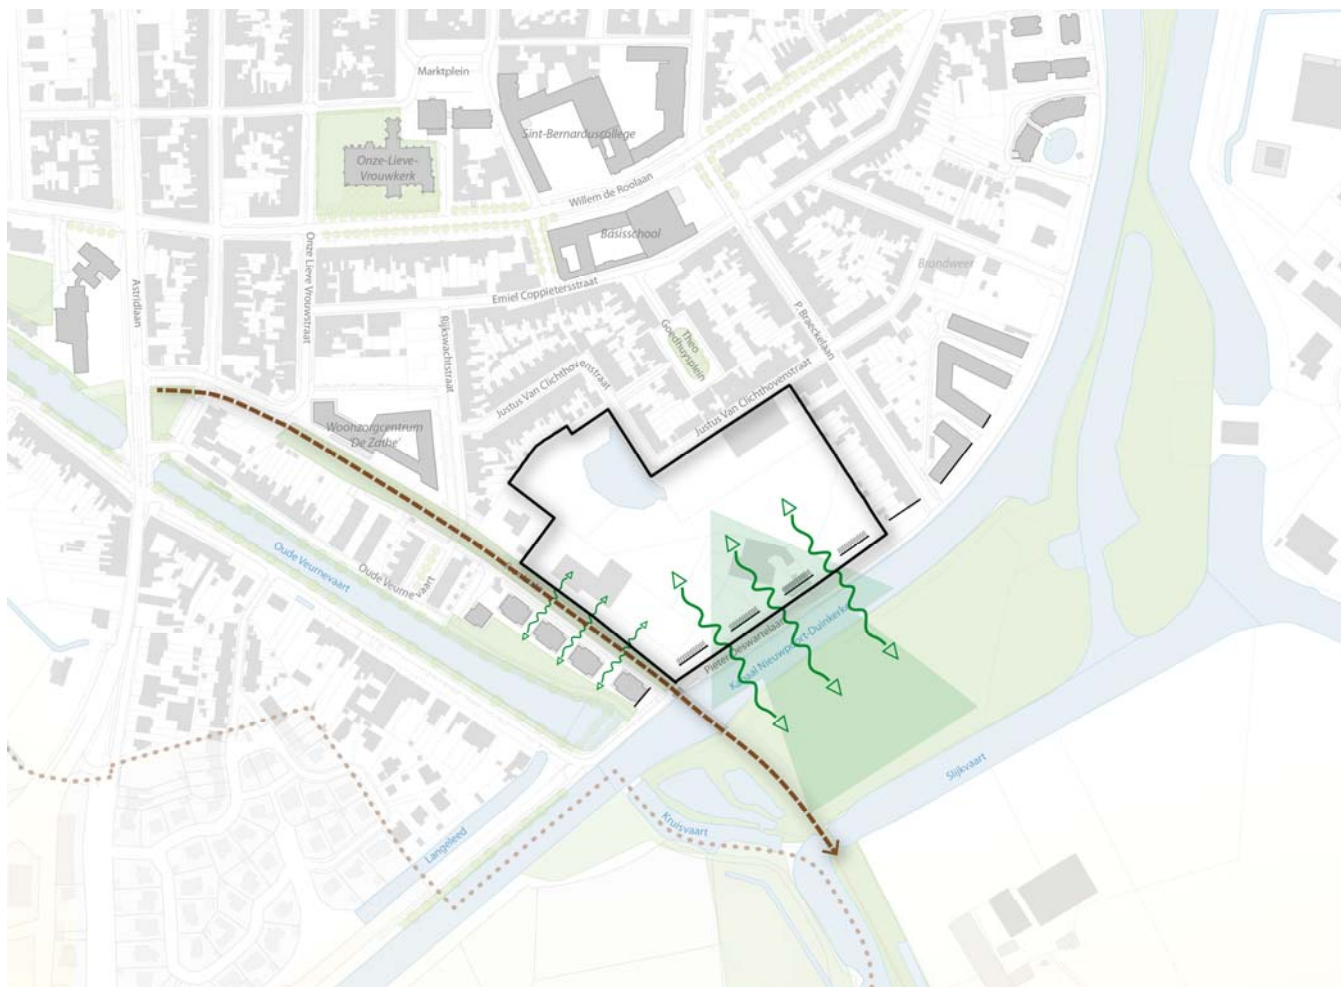 Marktplein
Sint-Bernarduscollege
Onze-Lieve-
Vrouwkerk
Willem de Roolaan
Basisschool
Brandweer
Astridlaan
Onze Lieve Vrouwstraat
Emiel Coppietersstraat
Rijkswachtstraat
Theo
Goedhuysplein
P. Braeckelaan
Justus Van Clichthovenstraat
Justus Van Clichthovenstraat
Woonzorgcentrum
'De Zathe'
Oude Veurnevaart
Oude Veurnevaart
Pieter Deswartelaan
Kanaal Nieuwpoort-Duinkerke
Slijkvaart
Kruisvaart
Langeleed